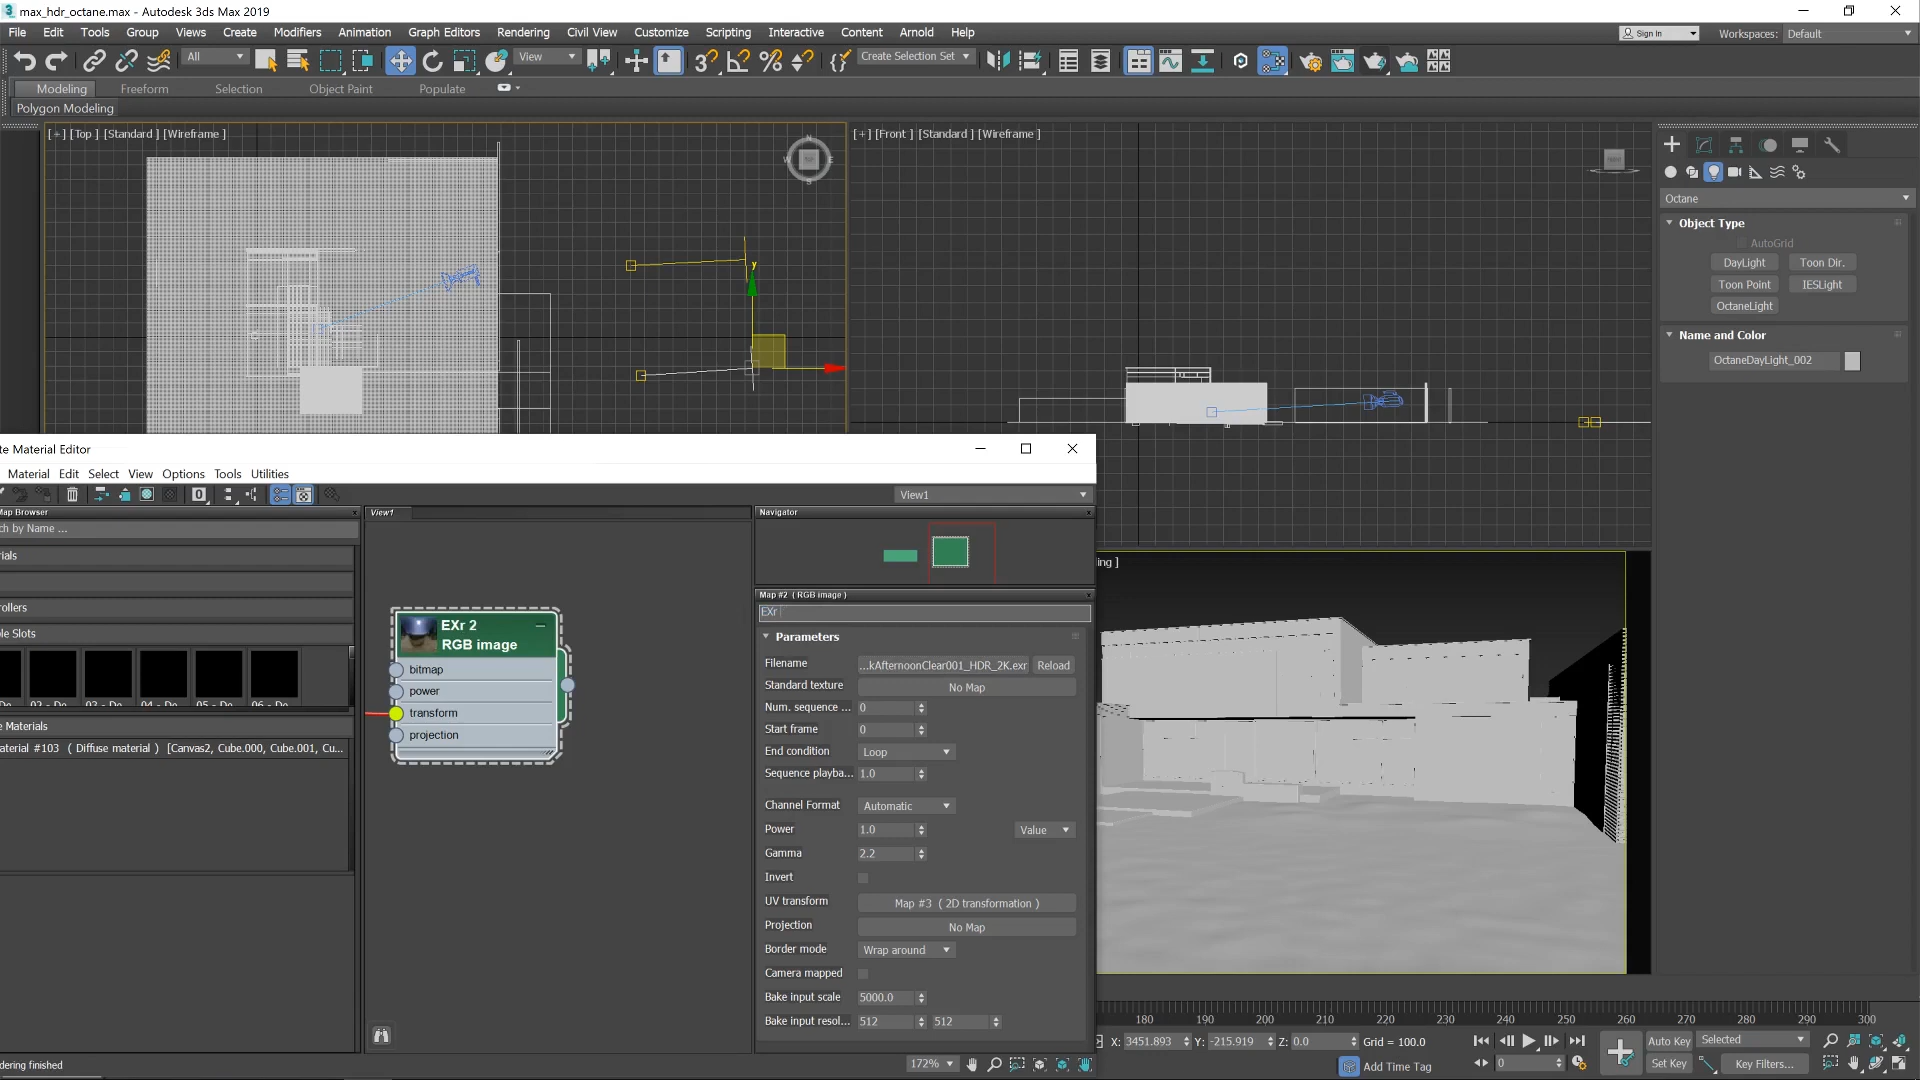 max_hdr_octane.max - Autodesk 3ds Max 2019
File Edit Tools Group Views Create Modifiers Animation Graph Editors Rendering Civil View Customize Scripting Interactive Content Arnold Help
Sign In
Workspaces: Default
All
View
Create Selection Set
Modeling Freeform Selection Object Paint Populate
Polygon Modeling
[+] [Top ] [Standard ] [Wireframe ]
[+] [Front ] [Standard ] [Wireframe ]
N
W
E
S
y
Octane
Object Type
AutoGrid
DayLight Toon Dir.
Toon Point IESLight
OctaneLight
Name and Color
OctaneDayLight_002
te Material Editor
Material Edit Select View Options Tools Utilities
View1
Map Browser
View1
Navigator
ch by Name ...
ials
ollers
ple Slots
02 - De 03 - De 04 - De 05 - De 06 - De
e Materials
aterial #103 ( Diffuse material ) [Canvas2, Cube.000, Cube.001, Cu...
EXr 2
RGB image
bitmap
power
transform
projection
Map #2 ( RGB image )
EXr
Parameters
Filename ...kAfternoonClear001_HDR_2K.exr Reload
Standard texture No Map
Num. sequence ... 0
Start frame 0
End condition Loop
Sequence playba... 1.0
Channel Format Automatic
Power 1.0 Value
Gamma 2.2
Invert
UV transform Map #3 ( 2D transformation )
Projection No Map
Border mode Wrap around
Camera mapped
Bake input scale 5000.0
Bake input resol... 512 512
ing ]
172%
dering finished
180 190 200 210 220 230 240 250 260 270 280 290 300
X: 3451.893 Y: -215.919 Z: 0.0 Grid = 100.0
Add Time Tag
0
Auto Key Selected
Set Key Key Filters...